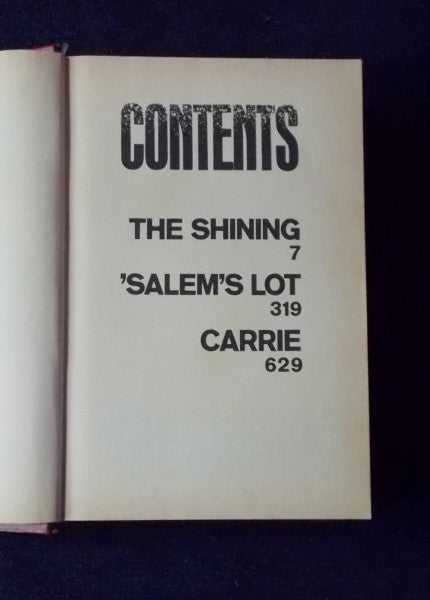 CONTENTS
THE SHINING
7
'SALEM'S LOT
319
CARRIE
629